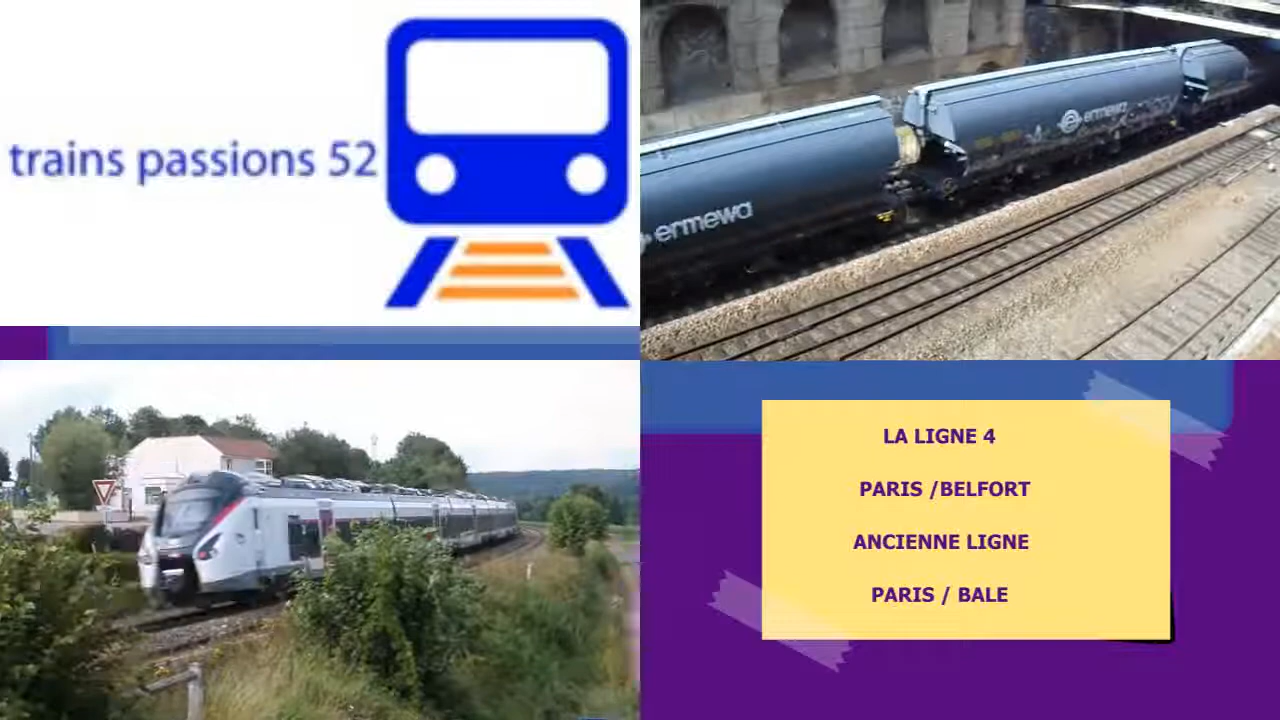 trains passions 52
ermewa
ermewa
LA LIGNE 4
PARIS /BELFORT
ANCIENNE LIGNE
PARIS / BALE